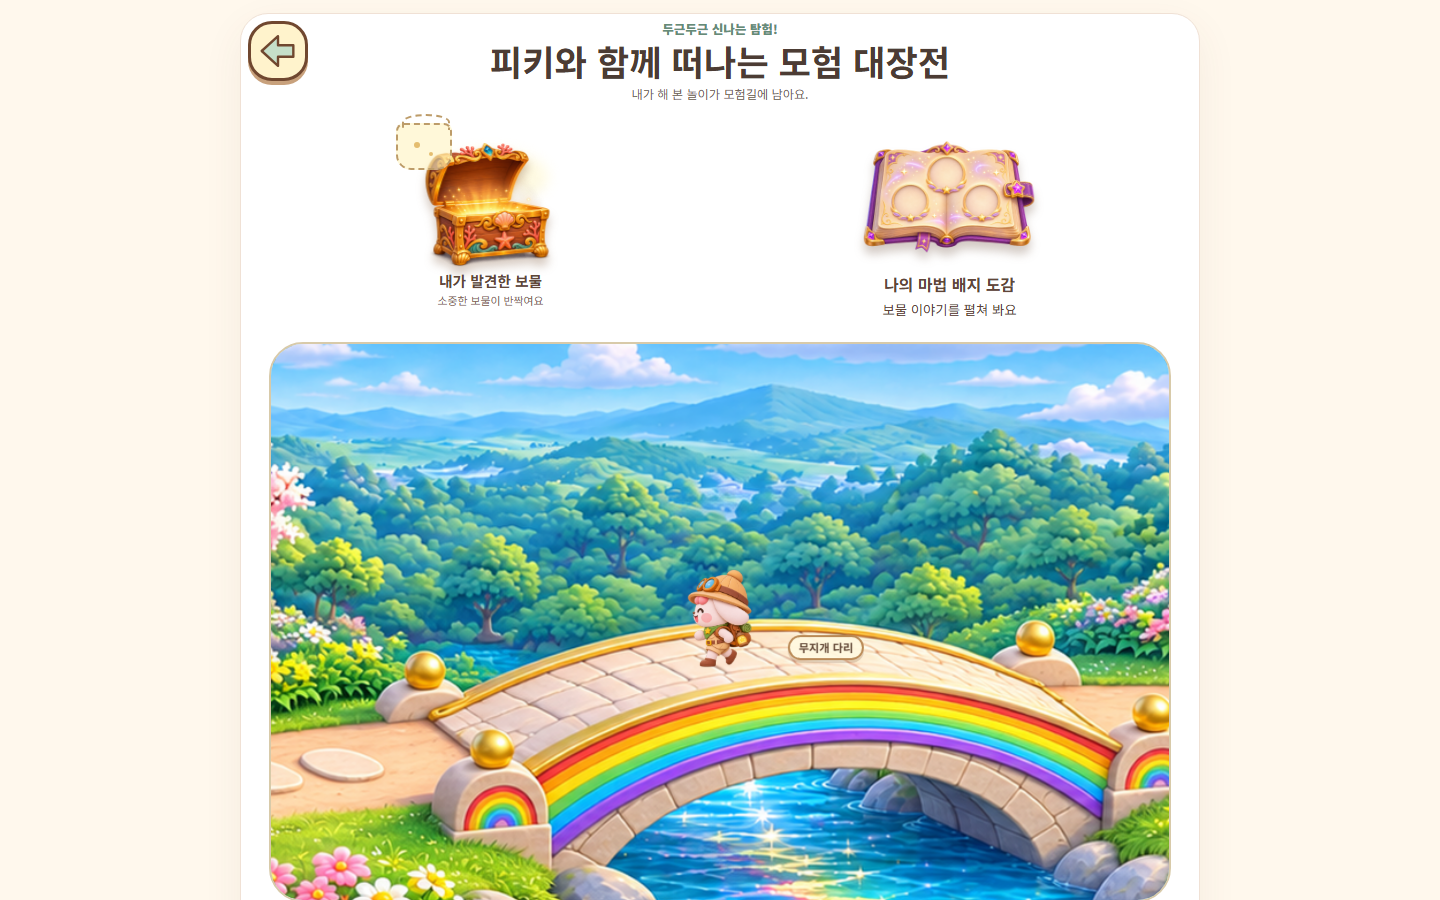 두근두근 신나는 탐험!
피키와 함께 떠나는 모험 대장전
내가 해 본 놀이가 모험길에 남아요.
내가 발견한 보물
소중한 보물이 반짝여요
나의 마법 배지 도감
보물 이야기를 펼쳐 봐요
무지개 다리